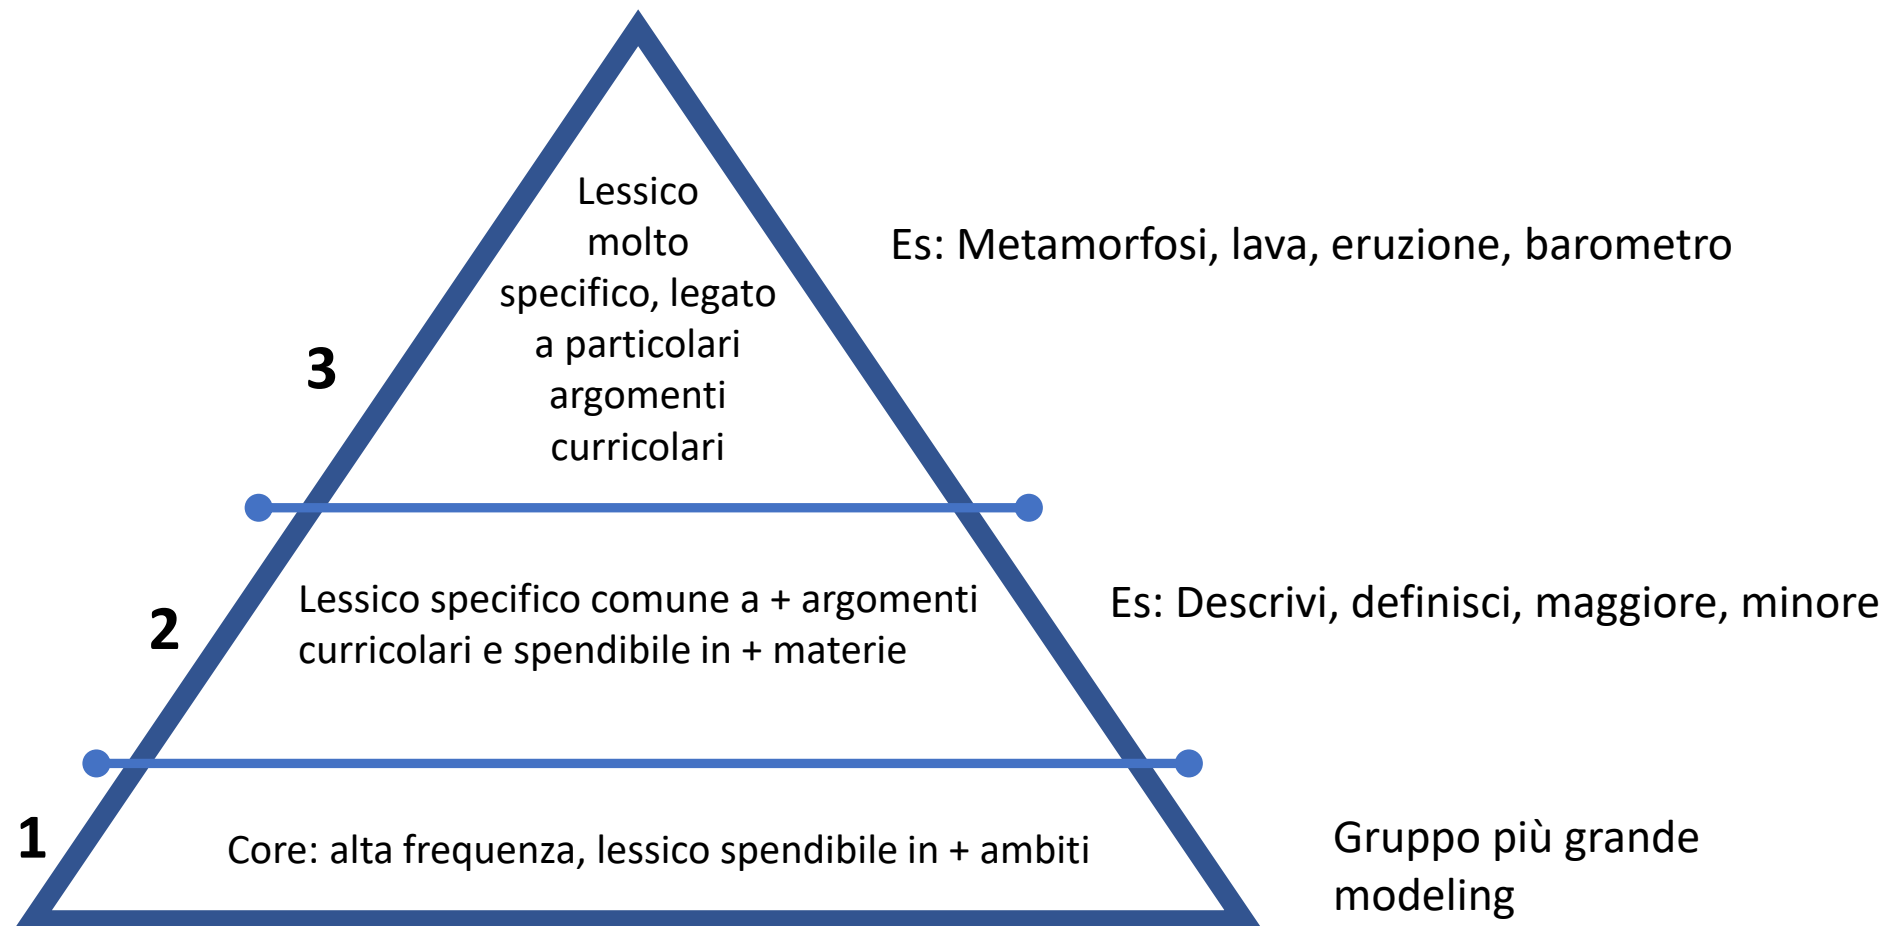 Lessico
molto
specifico, legato
a particolari
argomenti
curricolari
Es: Metamorfosi, lava, eruzione, barometro
3
Lessico specifico comune a + argomenti
curricolari e spendibile in + materie
Es: Descrivi, definisci, maggiore, minore
2
Core: alta frequenza, lessico spendibile in + ambiti
1
Gruppo più grande
modeling